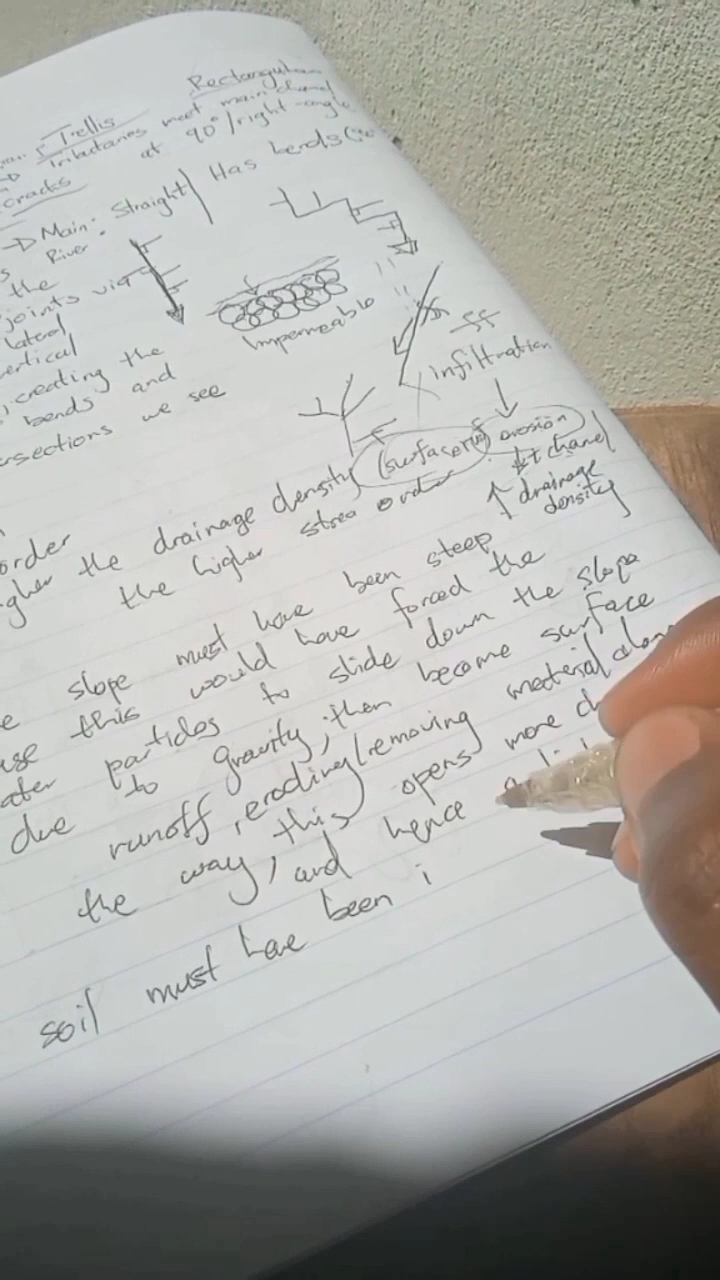 Rectangular
Trellis
Tributaries meet main channel
at 90°/right-angle
cracks
→ Main: Straight | Has bends
River
the
joints via
lateral
vertical
Impermeable
creating the
bends and
we see
infiltration
(surface erosion
channel
↑ drainage
density
order
the drainage density
the higher strea order
slope must have been steep
this would have forced the
particles to slide down the slope
due to gravity, then become surface
runoff, eroding/removing material along
the way, this opens more
and hence
soil must have been i